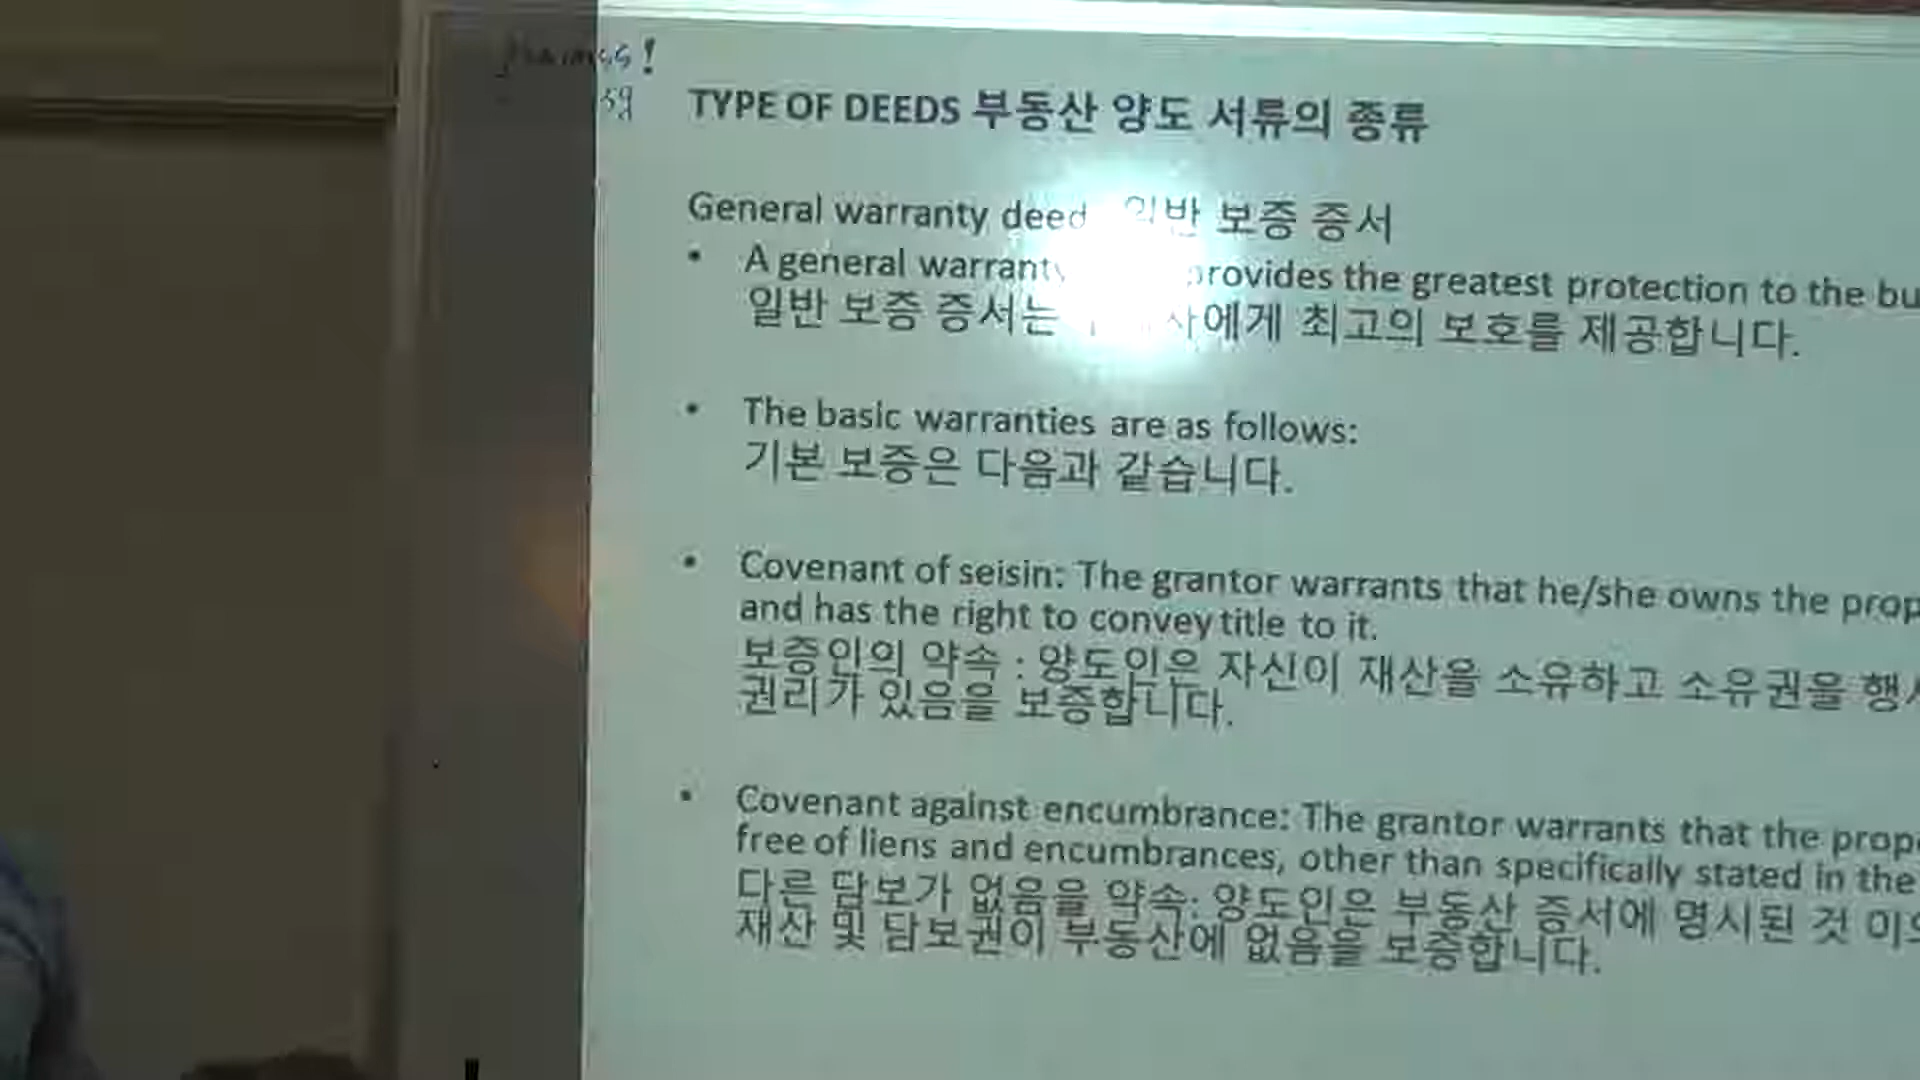 TYPE OF DEEDS 부동산 양도 서류의 종류
General warranty deed 일반 보증 증서
• A general warranty provides the greatest protection to the
일반 보증 증서는 에게 최고의 보호를 제공합니다.
• The basic warranties are as follows:
기본 보증은 다음과 같습니다.
• Covenant of seisin: The grantor warrants that he/she owns the
and has the right to convey title to it.
보증인의 약속 : 양도인은 자신이 재산을 소유하고 소유권을
권리가 있음을 보증합니다.
• Covenant against encumbrance: The grantor warrants that the
free of liens and encumbrances, other than specifically stated in the
다른 담보가 없음을 약속: 양도인은 부동산 증서에 명시된 것
재산 및 담보권이 부동산에 없음을 보증합니다.